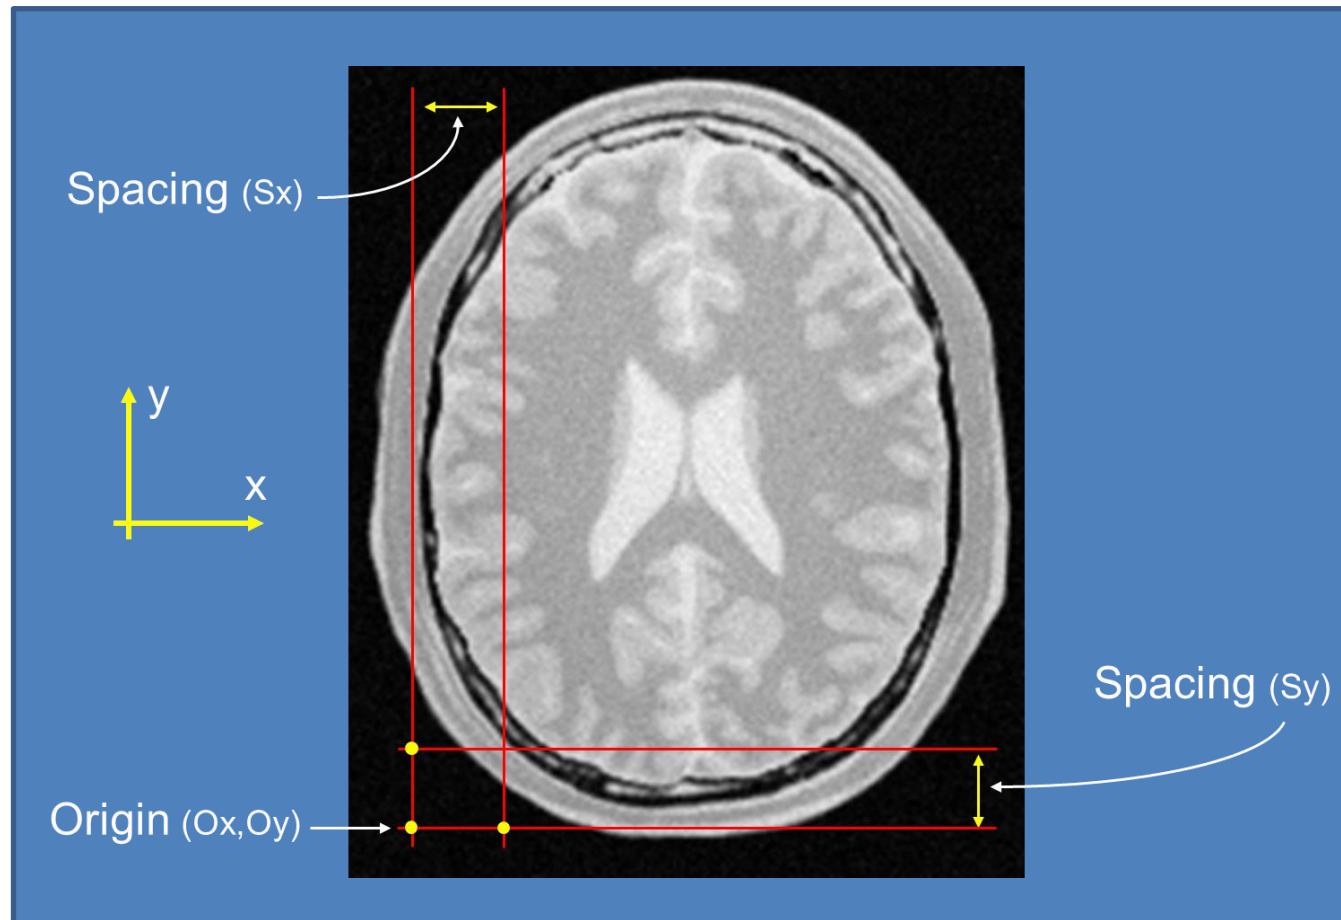 Spacing (Sx)
y
x
Spacing (Sy)
Origin (Ox,Oy)